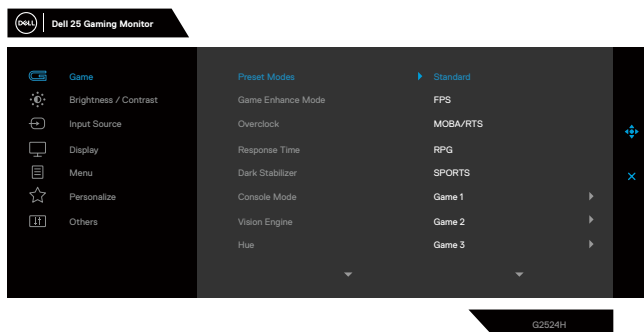 DELL Dell 25 Gaming Monitor
Game Preset Modes Standard
Brightness / Contrast Game Enhance Mode FPS
Input Source Overclock MOBA/RTS
Display Response Time RPG
Menu Dark Stabilizer SPORTS
Personalize Console Mode Game 1
Others Vision Engine Game 2
Hue Game 3
G2524H